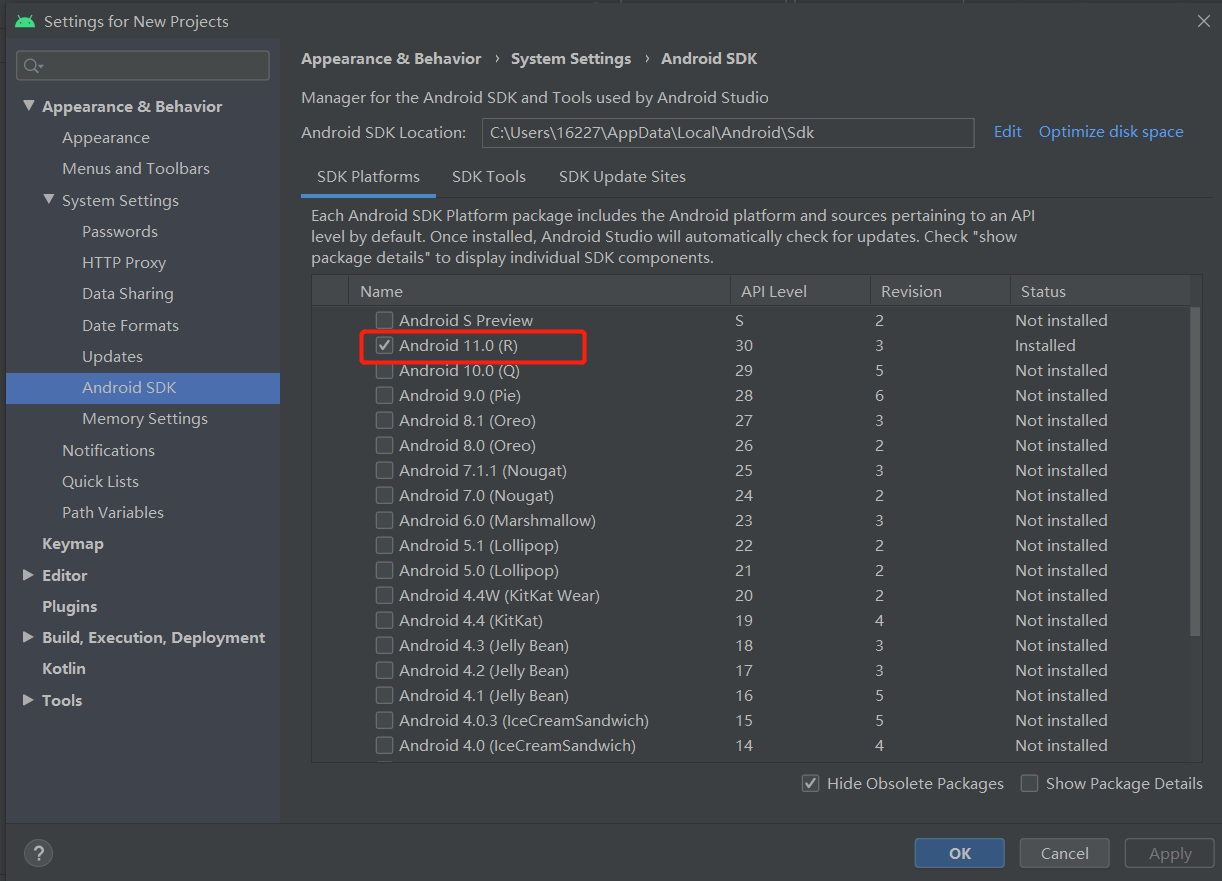 Settings for New Projects
Appearance & Behavior
Appearance
Menus and Toolbars
System Settings
Passwords
HTTP Proxy
Data Sharing
Date Formats
Updates
Android SDK
Memory Settings
Notifications
Quick Lists
Path Variables
Keymap
Editor
Plugins
Build, Execution, Deployment
Kotlin
Tools
Appearance & Behavior › System Settings › Android SDK
Manager for the Android SDK and Tools used by Android Studio
Android SDK Location: C:\Users\16227\AppData\Local\Android\Sdk Edit Optimize disk space
SDK Platforms SDK Tools SDK Update Sites
Each Android SDK Platform package includes the Android platform and sources pertaining to an API
level by default. Once installed, Android Studio will automatically check for updates. Check "show
package details" to display individual SDK components.
Name API Level Revision Status
Android S Preview S 2 Not installed
Android 11.0 (R) 30 3 Installed
Android 10.0 (Q) 29 5 Not installed
Android 9.0 (Pie) 28 6 Not installed
Android 8.1 (Oreo) 27 3 Not installed
Android 8.0 (Oreo) 26 2 Not installed
Android 7.1.1 (Nougat) 25 3 Not installed
Android 7.0 (Nougat) 24 2 Not installed
Android 6.0 (Marshmallow) 23 3 Not installed
Android 5.1 (Lollipop) 22 2 Not installed
Android 5.0 (Lollipop) 21 2 Not installed
Android 4.4W (KitKat Wear) 20 2 Not installed
Android 4.4 (KitKat) 19 4 Not installed
Android 4.3 (Jelly Bean) 18 3 Not installed
Android 4.2 (Jelly Bean) 17 3 Not installed
Android 4.1 (Jelly Bean) 16 5 Not installed
Android 4.0.3 (IceCreamSandwich) 15 5 Not installed
Android 4.0 (IceCreamSandwich) 14 4 Not installed
Hide Obsolete Packages Show Package Details
? OK Cancel Apply